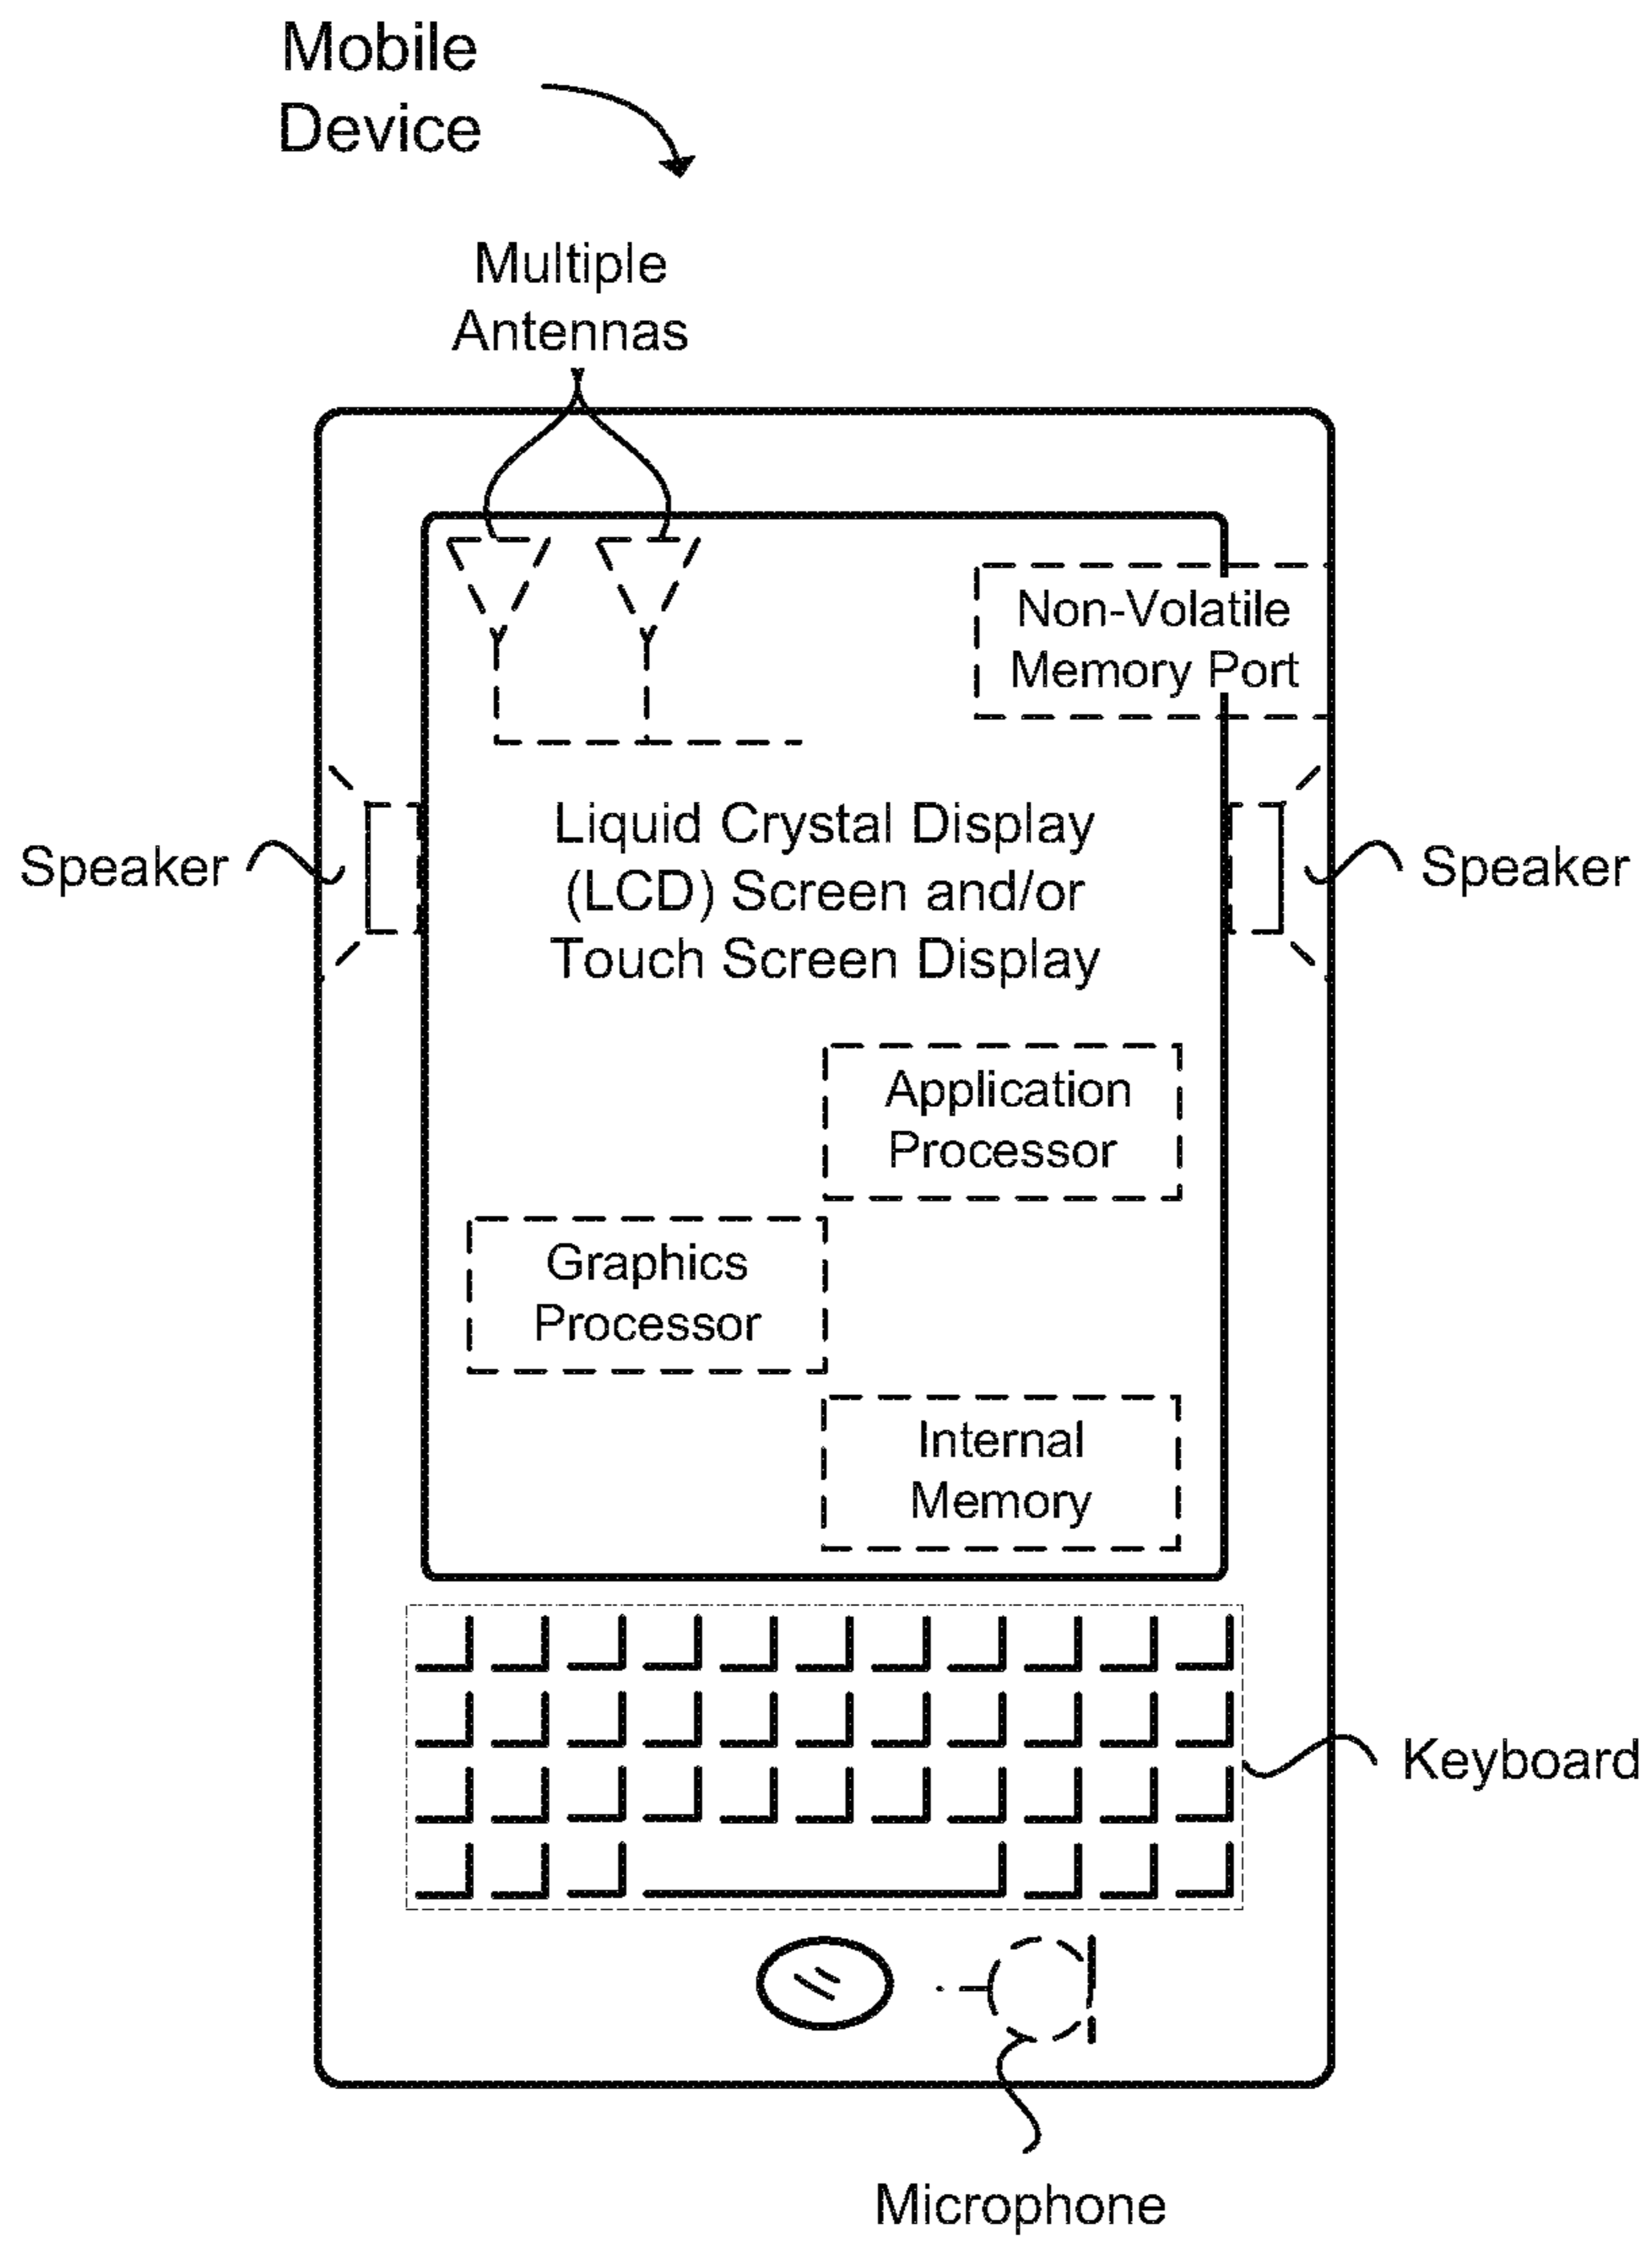 Mobile
Device
Multiple
Antennas
Non-Volatile
Memory Port
Speaker
Liquid Crystal Display
(LCD) Screen and/or
Touch Screen Display
Speaker
Application
Processor
Graphics
Processor
Internal
Memory
Keyboard
Microphone